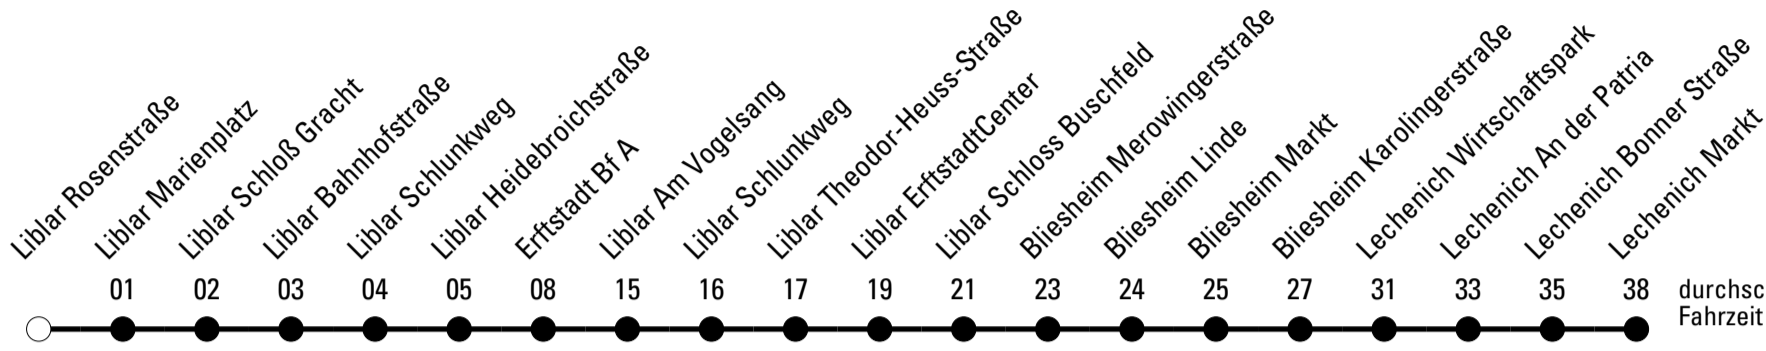 Liblar Rosenstraße
Liblar Marienplatz
Liblar Schloß Gracht
Liblar Bahnhofstraße
Liblar Schlunkweg
Liblar Heidebroichstraße
Erftstadt Bf A
Liblar Am Vogelsang
Liblar Schlunkweg
Liblar Theodor-Heuss-Straße
Liblar ErftstadtCenter
Liblar Schloss Buschfeld
Bliesheim Merowingerstraße
Bliesheim Linde
Bliesheim Markt
Bliesheim Karolingerstraße
Lechenich Wirtschaftspark
Lechenich An der Patria
Lechenich Bonner Straße
Lechenich Markt
01 02 03 04 05 08 15 16 17 19 21 23 24 25 27 31 33 35 38 durchsc
Fahrzeit